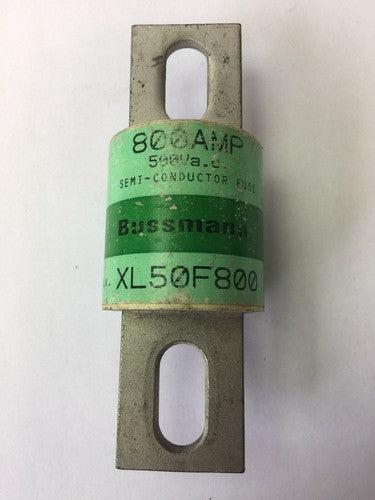 800AMP
500Va.c.
SEMI-CONDUCTOR FUSE
Bussmann
XL50F800